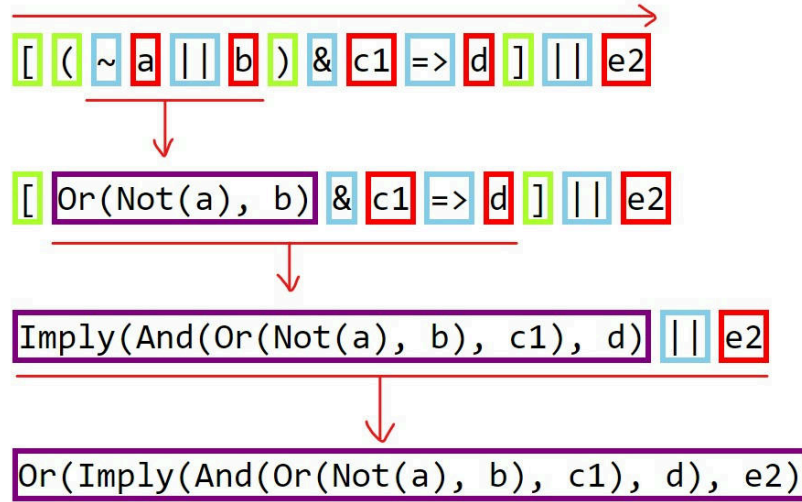 [ ( ~ a || b ) & c1 => d ] || e2
[ Or(Not(a), b) & c1 => d ] || e2
Imply(And(Or(Not(a), b), c1), d) || e2
Or(Imply(And(Or(Not(a), b), c1), d), e2)